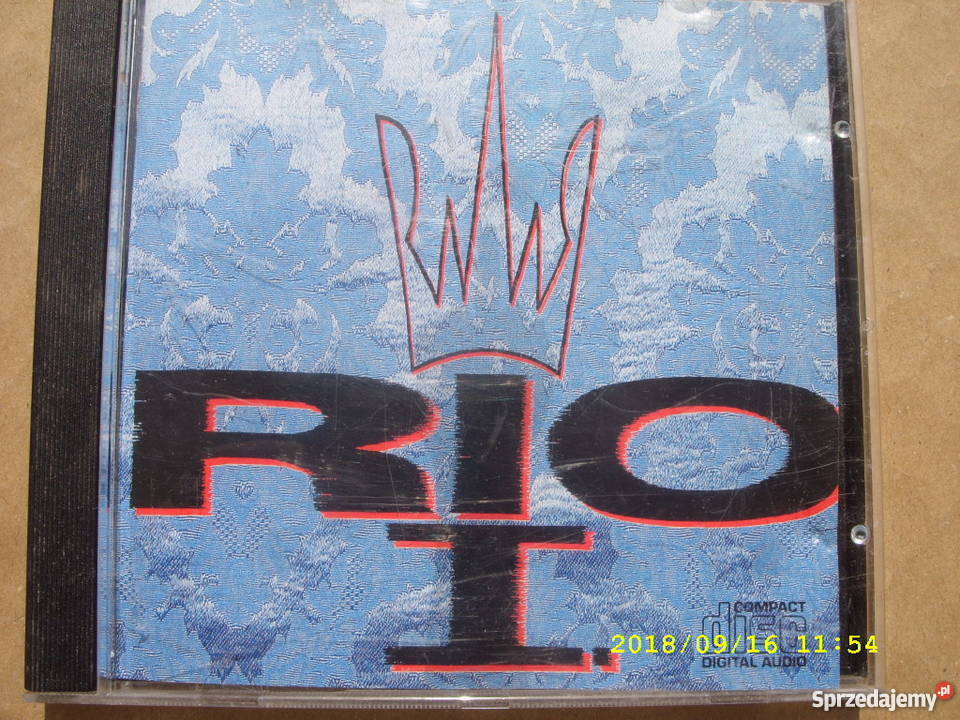 RIO
I.
COMPACT
disc
DIGITAL AUDIO
2018/09/16 11:54
Sprzedajemy.pl